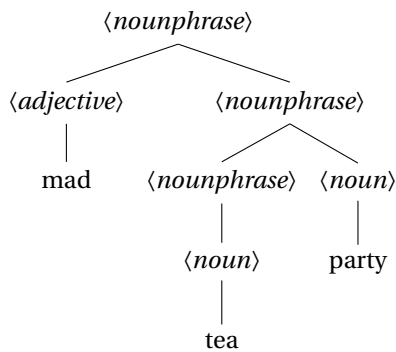 ⟨nounphrase⟩
⟨adjective⟩ ⟨nounphrase⟩
mad ⟨nounphrase⟩ ⟨noun⟩
⟨noun⟩ party
tea